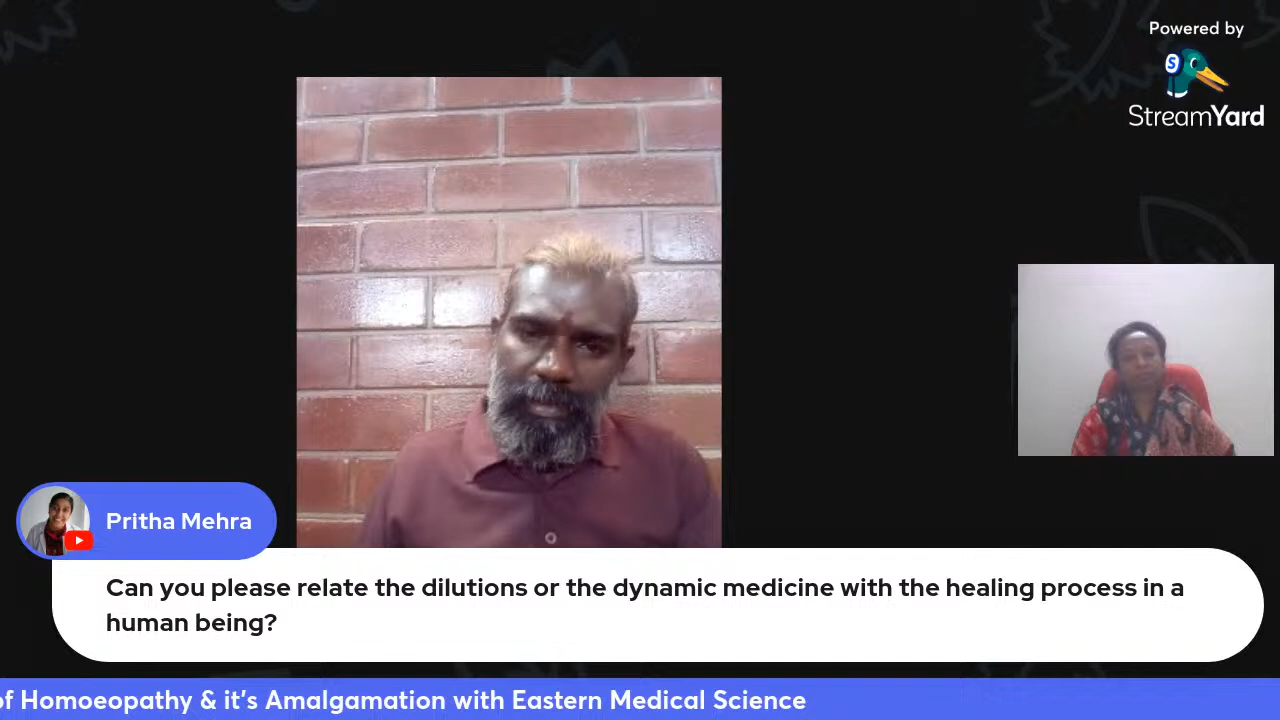 Powered by
S
StreamYard
Pritha Mehra
Can you please relate the dilutions or the dynamic medicine with the healing process in a
human being?
of Homoeopathy & it's Amalgamation with Eastern Medical Science